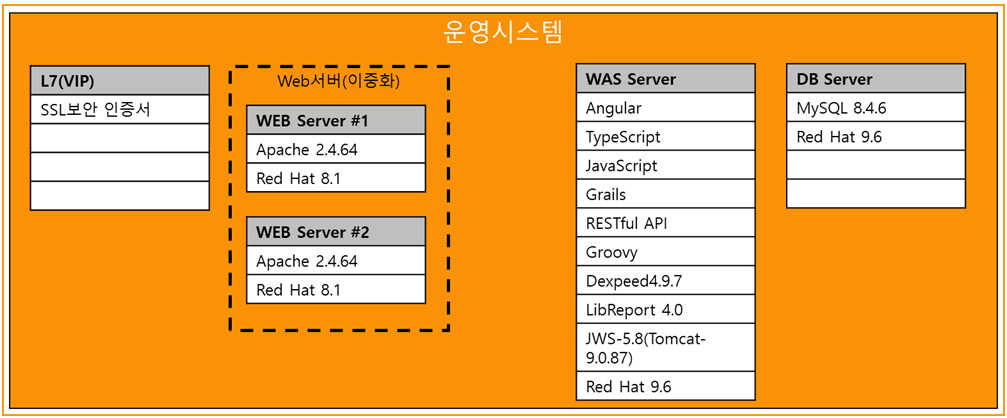 운영시스템
L7(VIP)
SSL보안 인증서
Web서버(이중화)
WEB Server #1
Apache 2.4.64
Red Hat 8.1
WEB Server #2
Apache 2.4.64
Red Hat 8.1
WAS Server
Angular
TypeScript
JavaScript
Grails
RESTful API
Groovy
Dexpeed4.9.7
LibReport 4.0
JWS-5.8(Tomcat-
9.0.87)
Red Hat 9.6
DB Server
MySQL 8.4.6
Red Hat 9.6